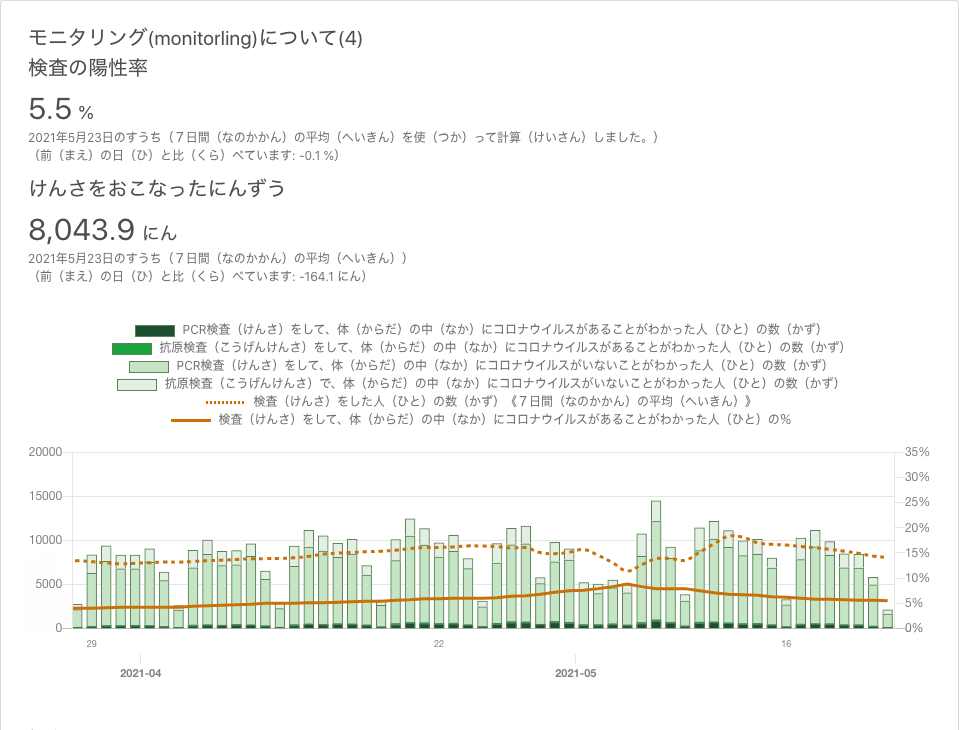 モニタリング(monitorling)について(4)
検査の陽性率
5.5 %
2021年5月23日のすうち（７日間（なのかかん）の平均（へいきん）を使（つか）って計算（けいさん）しました。）
（前（まえ）の日（ひ）と比（くら）べています: -0.1 %）
けんさをおこなったにんずう
8,043.9 にん
2021年5月23日のすうち（７日間（なのかかん）の平均（へいきん））
（前（まえ）の日（ひ）と比（くら）べています: -164.1 にん）
PCR検査（けんさ）をして、体（からだ）の中（なか）にコロナウイルスがあることがわかった人（ひと）の数（かず）
抗原検査（こうげんけんさ）をして、体（からだ）の中（なか）にコロナウイルスがあることがわかった人（ひと）の数（かず）
PCR検査（けんさ）をして、体（からだ）の中（なか）にコロナウイルスがいないことがわかった人（ひと）の数（かず）
抗原検査（こうげんけんさ）で、体（からだ）の中（なか）にコロナウイルスがいないことがわかった人（ひと）の数（かず）
検査（けんさ）をした人（ひと）の数（かず）《７日間（なのかかん）の平均（へいきん）》
検査（けんさ）をして、体（からだ）の中（なか）にコロナウイルスがあることがわかった人（ひと）の%
20000 35%
30%
15000 25%
20%
10000 15%
10%
5000 5%
0 0%
29 22 16
2021-04 2021-05